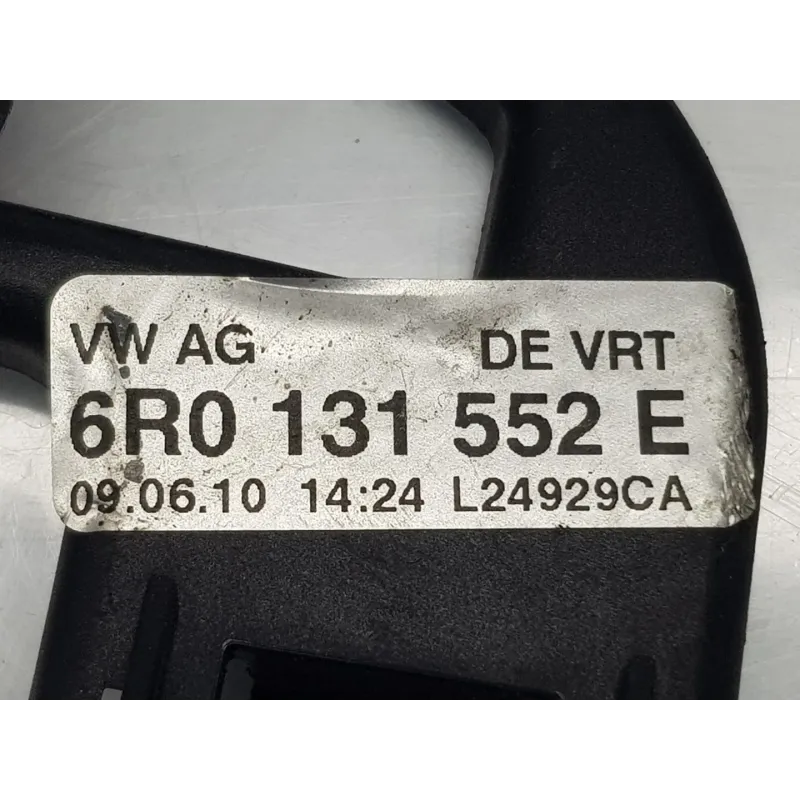 VW AG DE VRT
6R0 131 552 E
09.06.10 14:24 L24929CA